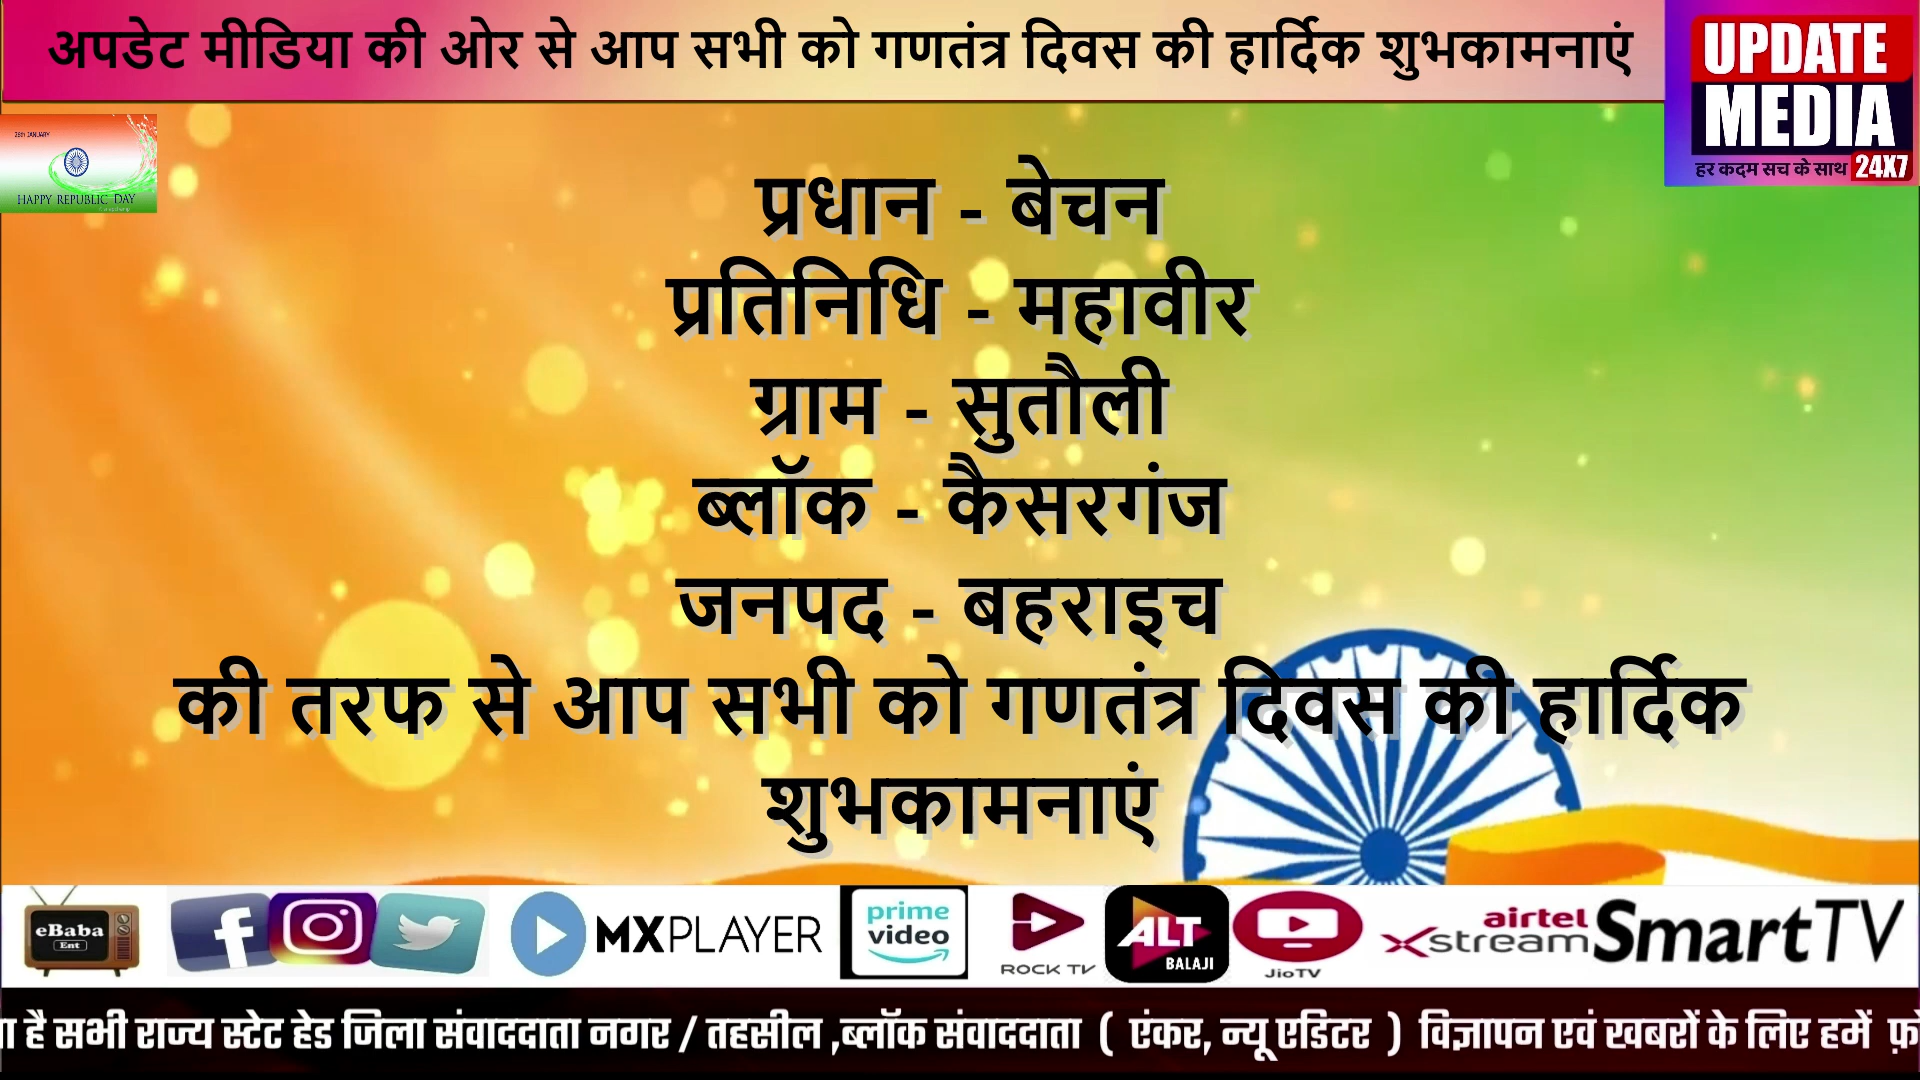 अपडेट मीडिया की ओर से आप सभी को गणतंत्र दिवस की हार्दिक शुभकामनाएं
UPDATE
MEDIA
हर कदम सच के साथ 24X7
26th JANUARY
HAPPY REPUBLIC DAY
प्रधान - बेचन
प्रतिनिधि - महावीर
ग्राम - सुतौली
ब्लॉक - कैसरगंज
जनपद - बहराइच
की तरफ से आप सभी को गणतंत्र दिवस की हार्दिक
शुभकामनाएं
eBaba
Ent
MXPLAYER
prime
video
ROCK TV
ALT
BALAJI
JioTV
airtel
xstream
SmartTV
है सभी राज्य स्टेट हेड जिला संवाददाता नगर / तहसील ,ब्लॉक संवाददाता ( एंकर, न्यू एडिटर ) विज्ञापन एवं खबरों के लिए हमें